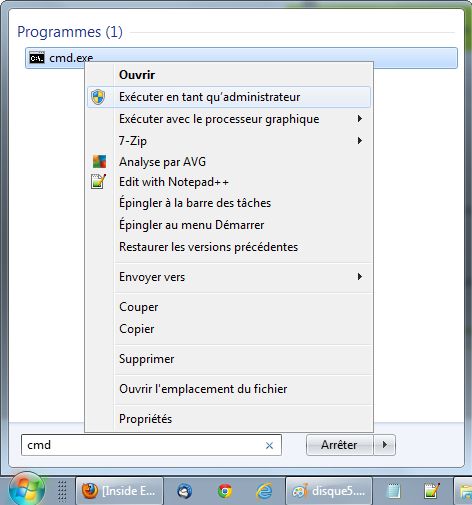 Programmes (1)
cmd.exe
Ouvrir
Exécuter en tant qu'administrateur
Exécuter avec le processeur graphique
7-Zip
Analyse par AVG
Edit with Notepad++
Épingler à la barre des tâches
Épingler au menu Démarrer
Restaurer les versions précédentes
Envoyer vers
Couper
Copier
Supprimer
Ouvrir l'emplacement du fichier
Propriétés
cmd
Arrêter
[Inside E...
disque5....